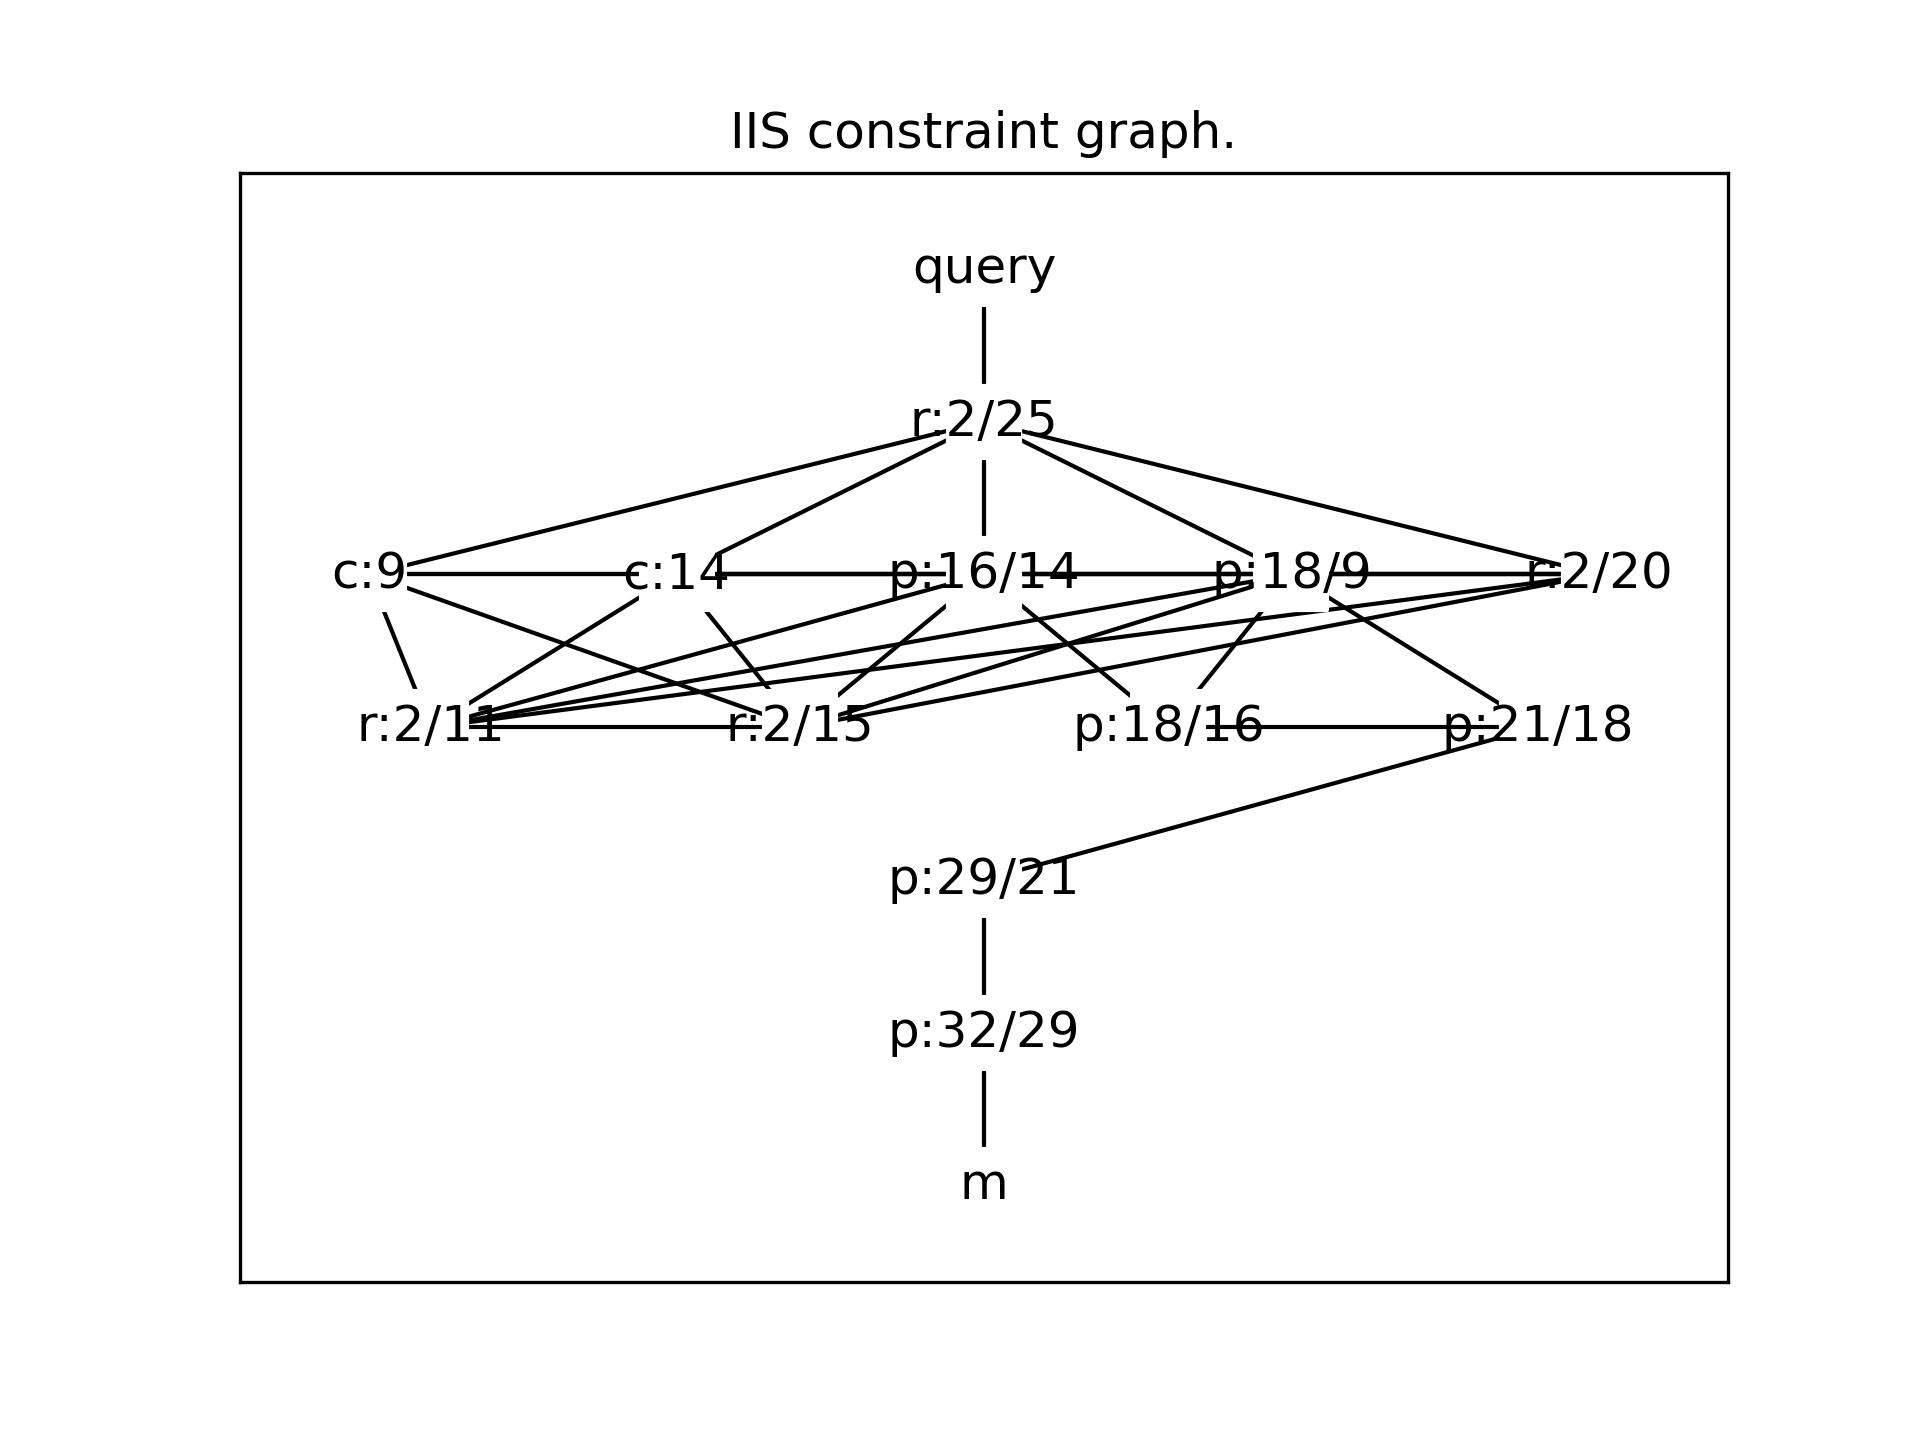 IIS constraint graph.
query
r:2/25
c:9 c:14 p:16/14 p:18/9 r:2/20
r:2/11 r:2/15 p:18/16 p:21/18
p:29/21
p:32/29
m